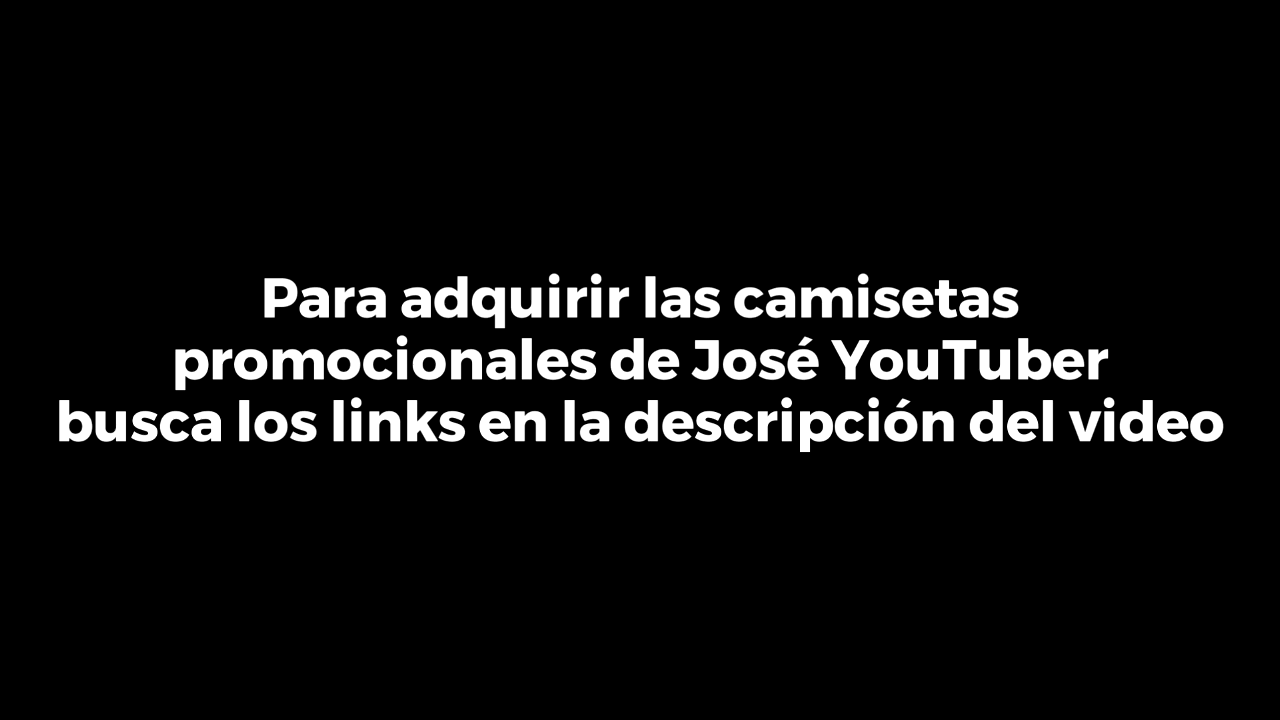 Para adquirir las camisetas
promocionales de José YouTuber
busca los links en la descripción del video